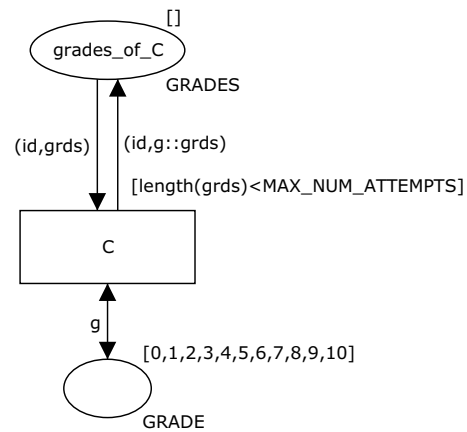 []
grades_of_C
GRADES
(id,grds)
(id,g::grds)
[length(grds)<MAX_NUM_ATTEMPTS]
C
g
[0,1,2,3,4,5,6,7,8,9,10]
GRADE